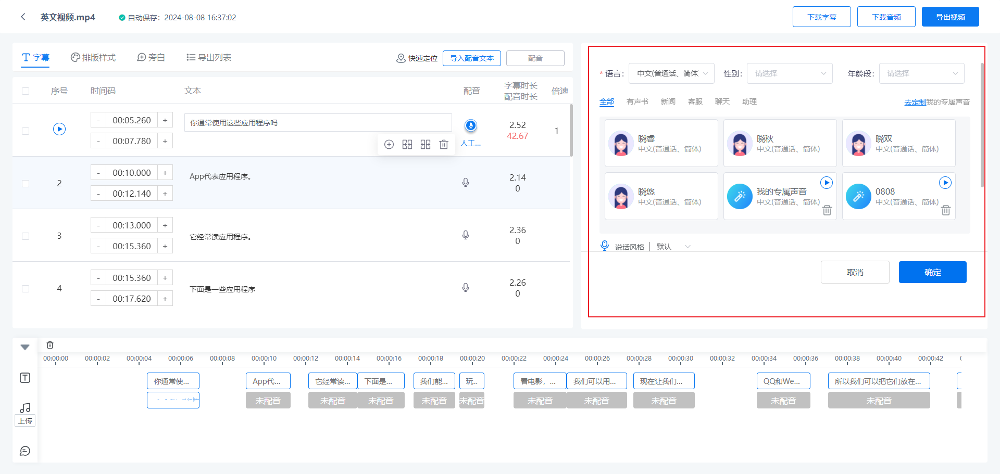 英文视频.mp4
自动保存：2024-08-08 16:37:02
下载字幕
下载音频
导出视频
字幕
排版样式
旁白
导出列表
快速定位
导入配音文本
配音
序号
时间码
文本
配音
字幕时长
配音时长
倍速
- 00:05.260 +
- 00:07.780 +
你通常使用这些应用程序吗
人工...
2.52
42.67
1
2
- 00:10.000 +
- 00:12.140 +
App代表应用程序。
2.14
0
3
- 00:13.000 +
- 00:15.360 +
它经常读应用程序。
2.36
0
4
- 00:15.360 +
- 00:17.620 +
下面是一些应用程序
2.26
0
* 语言：
中文(普通话、简体
性别：
请选择
年龄段：
请选择
全部
有声书
新闻
客服
聊天
助理
去定制我的专属声音
晓睿
中文(普通话、简体)
晓秋
中文(普通话、简体)
晓双
中文(普通话、简体)
晓悠
中文(普通话、简体)
我的专属声音
中文(普通话、简体)
0808
中文(普通话、简体)
说话风格
默认
取消
确定
00:00:00
00:00:02
00:00:04
00:00:06
00:00:08
00:00:10
00:00:12
00:00:14
00:00:16
00:00:18
00:00:20
00:00:22
00:00:24
00:00:26
00:00:28
00:00:30
00:00:32
00:00:34
00:00:36
00:00:38
00:00:40
00:00:42
你通常使...
App代...
它经常读...
下面是...
我们能...
玩..
看电影，...
我们可以用...
现在让我们...
QQ和We...
所以我们可以把它们放在...
未配音
未配音
未配音
未配音
未配音
未配音
未配音
未配音
未配音
未配音
上传